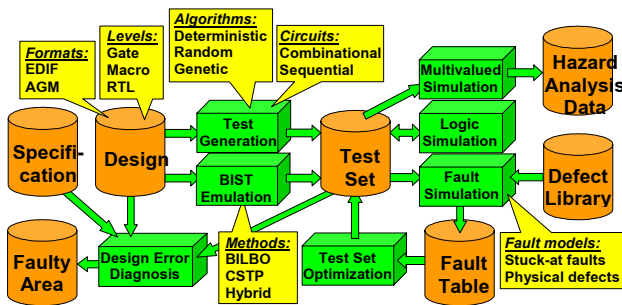 Formats:
EDIF
AGM
Levels:
Gate
Macro
RTL
Algorithms:
Deterministic
Random
Genetic
Circuits:
Combinational
Sequential
Multivalued
Simulation
Hazard
Analysis
Data
Specifi-
cation
Design
Test
Generation
Test
Set
Logic
Simulation
BIST
Emulation
Fault
Simulation
Defect
Library
Faulty
Area
Design Error
Diagnosis
Methods:
BILBO
CSTP
Hybrid
Test Set
Optimization
Fault
Table
Fault models:
Stuck-at faults
Physical defects